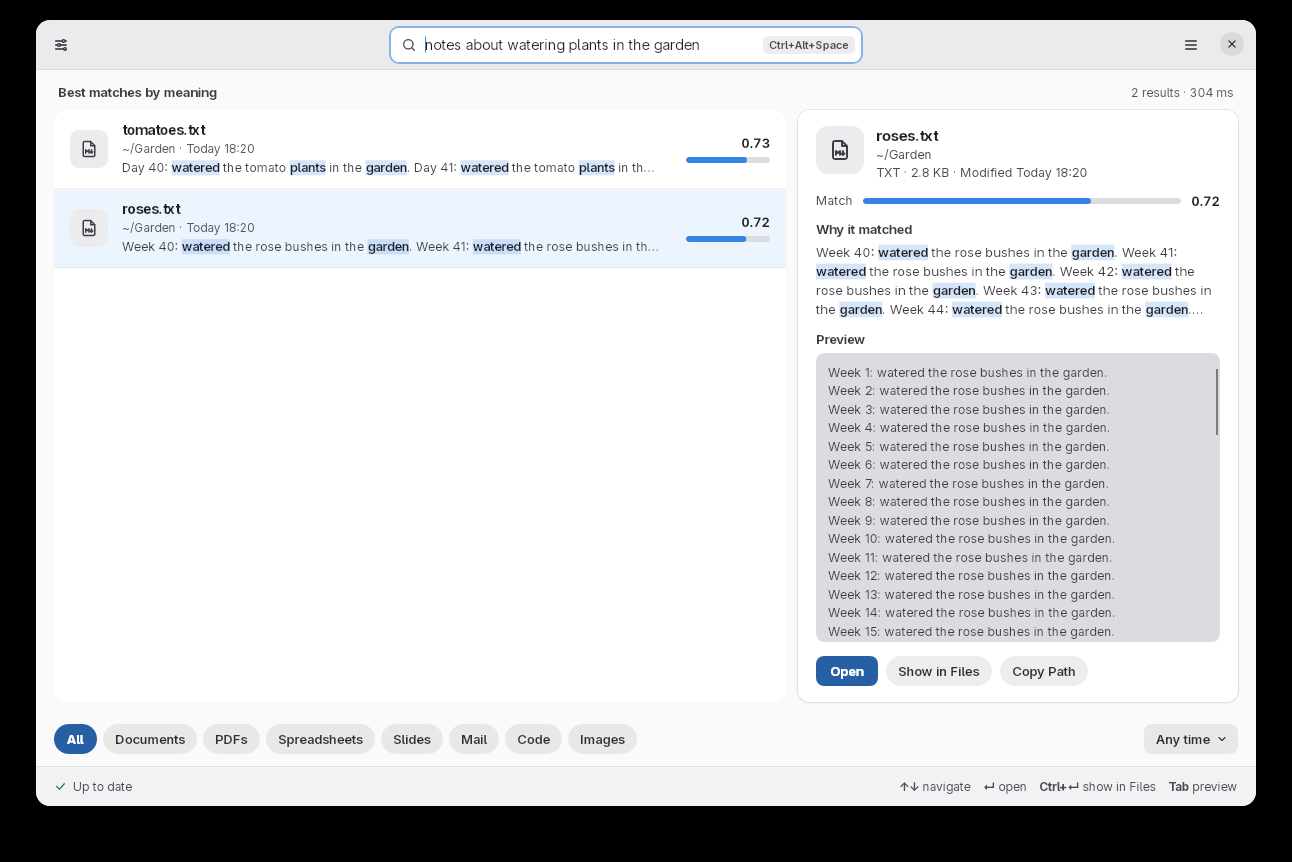 notes about watering plants in the garden
Ctrl+Alt+Space
Best matches by meaning
2 results · 304 ms
tomatoes.txt
~/Garden · Today 18:20
Day 40: watered the tomato plants in the garden. Day 41: watered the tomato plants in th…
0.73
roses.txt
~/Garden · Today 18:20
Week 40: watered the rose bushes in the garden. Week 41: watered the rose bushes in th…
0.72
roses.txt
~/Garden
TXT · 2.8 KB · Modified Today 18:20
Match 0.72
Why it matched
Week 40: watered the rose bushes in the garden. Week 41:
watered the rose bushes in the garden. Week 42: watered the
rose bushes in the garden. Week 43: watered the rose bushes in
the garden. Week 44: watered the rose bushes in the garden.…
Preview
Week 1: watered the rose bushes in the garden.
Week 2: watered the rose bushes in the garden.
Week 3: watered the rose bushes in the garden.
Week 4: watered the rose bushes in the garden.
Week 5: watered the rose bushes in the garden.
Week 6: watered the rose bushes in the garden.
Week 7: watered the rose bushes in the garden.
Week 8: watered the rose bushes in the garden.
Week 9: watered the rose bushes in the garden.
Week 10: watered the rose bushes in the garden.
Week 11: watered the rose bushes in the garden.
Week 12: watered the rose bushes in the garden.
Week 13: watered the rose bushes in the garden.
Week 14: watered the rose bushes in the garden.
Week 15: watered the rose bushes in the garden.
Open Show in Files Copy Path
All Documents PDFs Spreadsheets Slides Mail Code Images Any time
Up to date
↑↓ navigate ↵ open Ctrl+↵ show in Files Tab preview